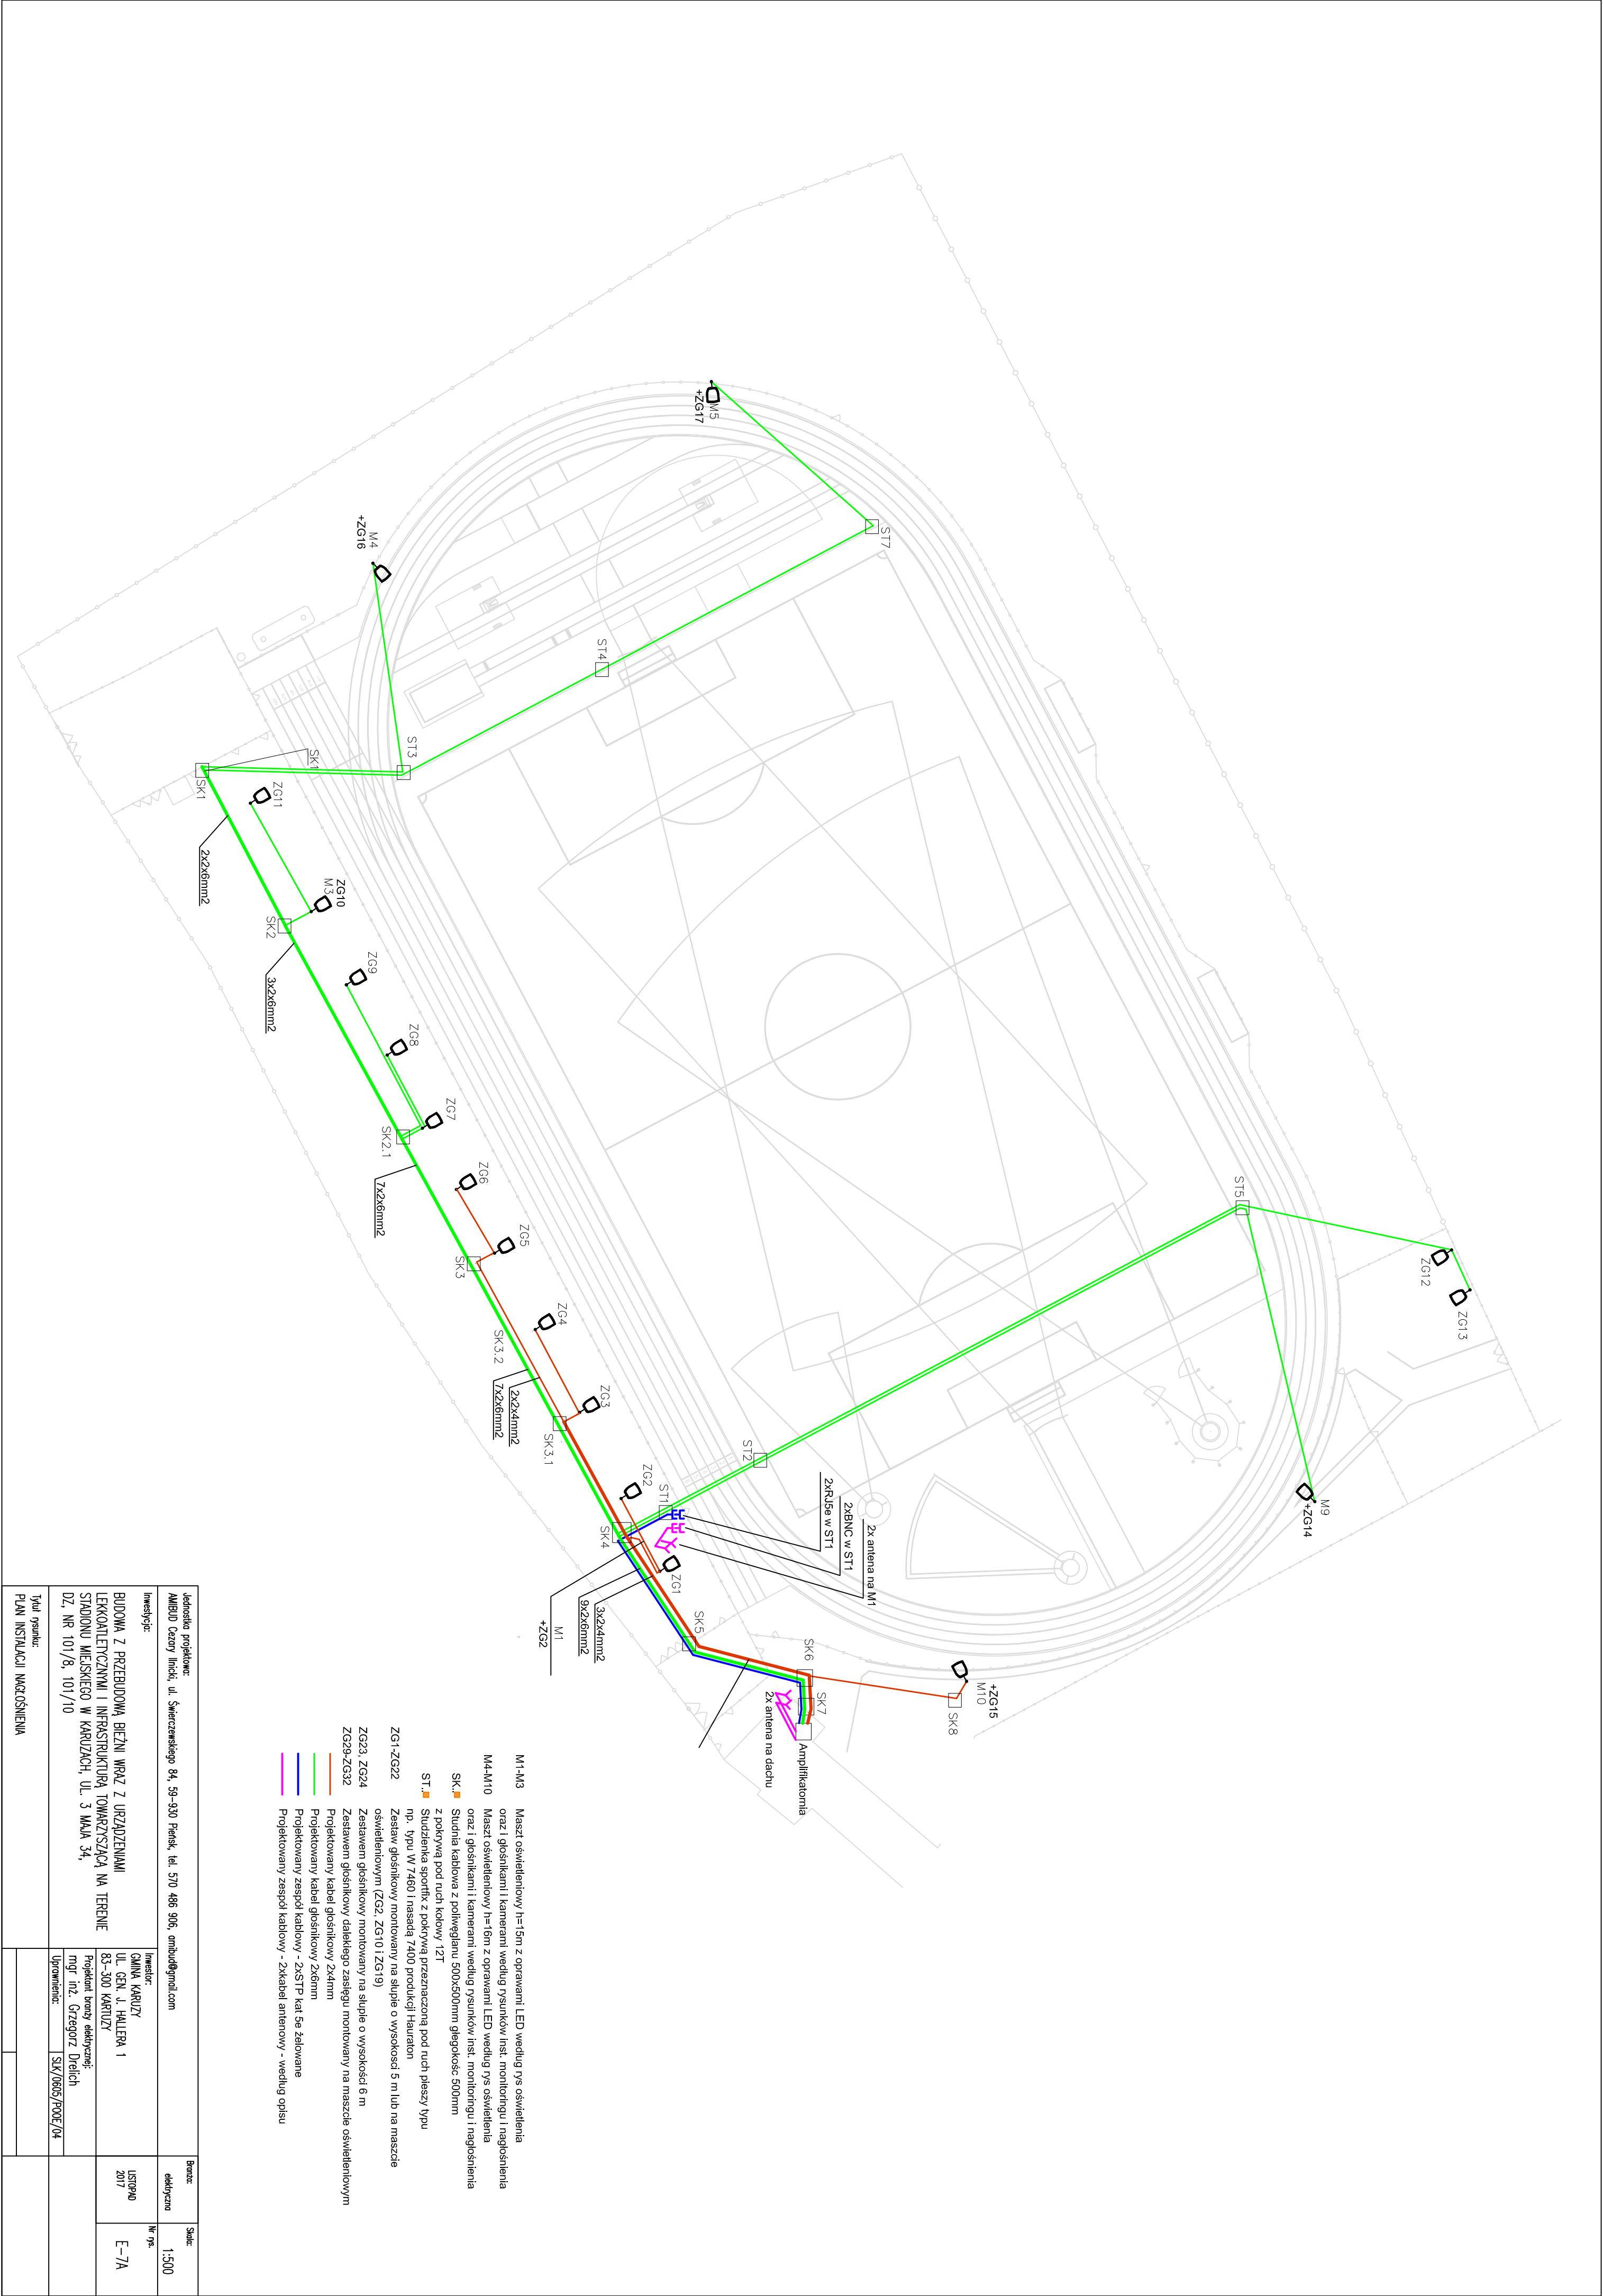 M5
+ZG17
ST7
M4
+ZG16
ST4
ST3
SK1
SK1
ZG11
2x2x6mm2
ZG10
M3
SK2
3x2x6mm2
ZG9
ZG8
ZG7
SK2.1
7x2x6mm2
ZG6
ZG5
SK3
ZG4
SK3.2
2x2x4mm2
7x2x6mm2
ZG3
SK3.1
ZG2
ST1
SK4
ST2
ST5
ZG12
ZG13
M9
+ZG14
2x antena na M1
2xBNC w ST1
2xRJ5e w ST1
ZG1
M1
+ZG2
3x2x4mm2
9x2x6mm2
SK5
SK6
SK7
+ZG15
M10
SK8
2x antena na dachu
Amplifikatornia
M1-M3 Maszt oświetleniowy h=15m z oprawami LED według rys oświetlenia
oraz i głośnikami i kamerami według rysunków inst. monitoringu i nagłośnienia
M4-M10 Maszt oświetleniowy h=16m z oprawami LED według rys oświetlenia
oraz i głośnikami i kamerami według rysunków inst. monitoringu i nagłośnienia
SK.. Studnia kablowa z poliwęglanu 500x500mm głęgokośc 500mm
z pokrywą pod ruch kołowy 12T
ST.. Studzienka sportfix z pokrywą przeznaczoną pod ruch pieszy typu
np. typu W 7460 i nasadą 7400 produkcji Hauraton
ZG1-ZG22 Zestaw głośnikowy montowany na słupie o wysokosci 5 m lub na maszcie
oświetleniowym (ZG2, ZG10 i ZG19)
ZG23, ZG24 Zestawem głośnikowy montowany na słupie o wysokości 6 m
ZG29-ZG32 Zestawem głośnikowy dalekiego zasięgu montowany na maszcie oświetleniowym
Projektowany kabel głośnikowy 2x4mm
Projektowany kabel głośnikowy 2x6mm
Projektowany zespół kablowy - 2xSTP kat 5e żelowane
Projektowany zespół kablowy - 2xkabel antenowy - według opisu
Jednostka projektowa:
AMIBUD Cezary Ilnicki, ul. Świerczewskiego 84, 59-930 Pieńsk, tel. 570 486 906, amibud@gmail.com
Branża:
elektryczna
Skala:
1:500
Inwestycja:
BUDOWA Z PRZEBUDOWĄ BIEŻNI WRAZ Z URZĄDZENIAMI
LEKKOATLETYCZNYMI I INFRASTRUKTURĄ TOWARZYSZĄCĄ NA TERENIE
STADIONU MIEJSKIEGO W KARUZACH, UL. 3 MAJA 34,
DZ. NR 101/8, 101/10
Inwestor:
GMINA KARUZY
UL. GEN. J. HALLERA 1
83-300 KARTUZY
LISTOPAD
2017
Nr rys.
E-7A
Projektant branży elektrycznej:
mgr inż. Grzegorz Drelich
Uprawnienia:
SLK/0605/POOE/04
Tytuł rysunku:
PLAN INSTALACJI NAGŁOŚNIENIA